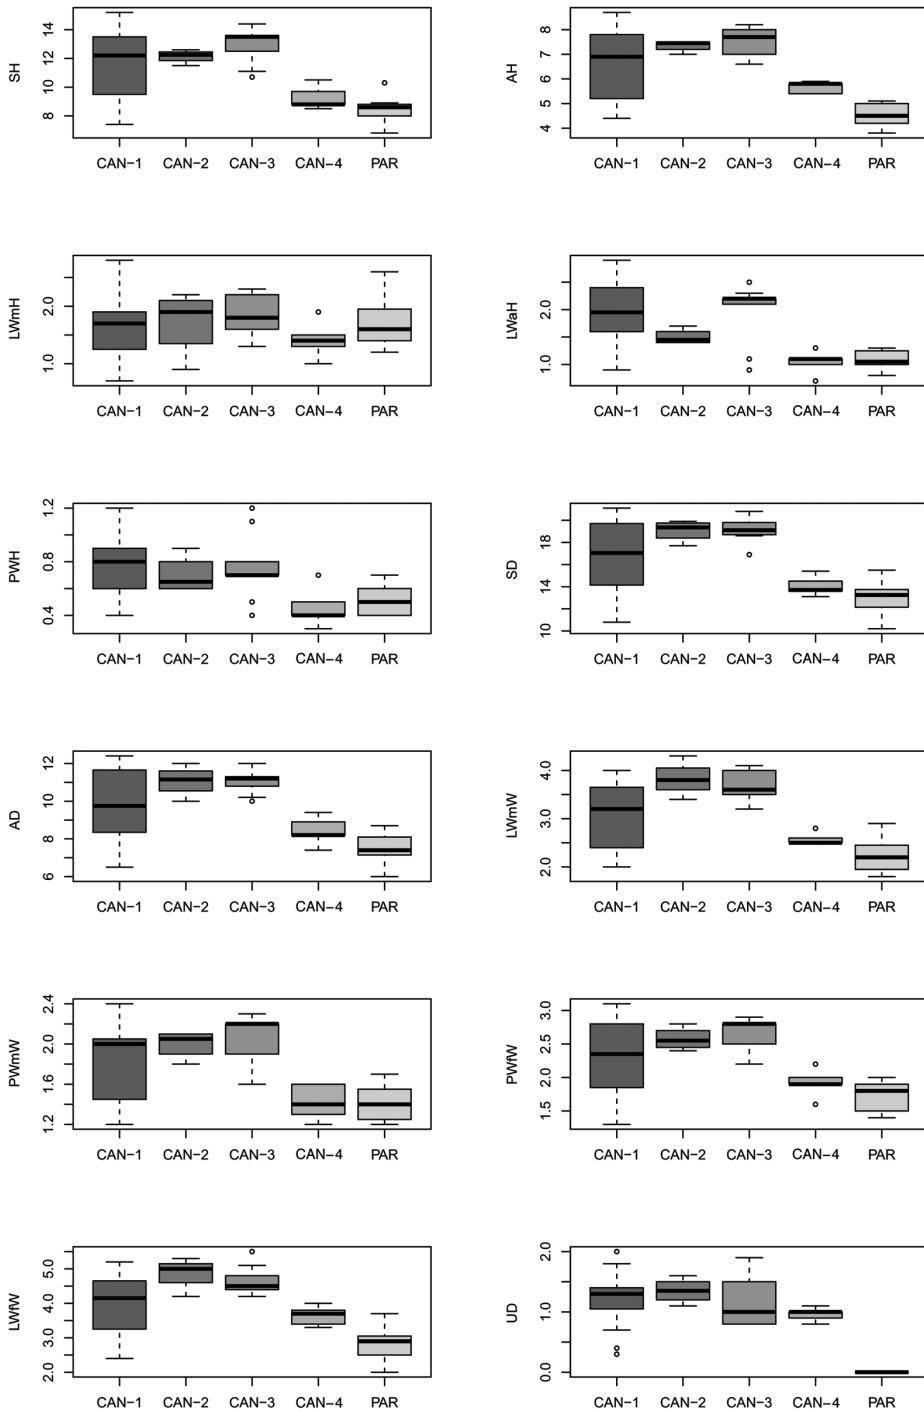 SH
14
12
10
8
CAN-1 CAN-2 CAN-3 CAN-4 PAR
AH
8
7
6
5
4
CAN-1 CAN-2 CAN-3 CAN-4 PAR
LWmH
2.0
1.0
CAN-1 CAN-2 CAN-3 CAN-4 PAR
LWaH
2.0
1.0
CAN-1 CAN-2 CAN-3 CAN-4 PAR
PWH
1.2
0.8
0.4
CAN-1 CAN-2 CAN-3 CAN-4 PAR
SD
18
14
10
CAN-1 CAN-2 CAN-3 CAN-4 PAR
AD
12
10
8
6
CAN-1 CAN-2 CAN-3 CAN-4 PAR
LWmW
4.0
3.0
2.0
CAN-1 CAN-2 CAN-3 CAN-4 PAR
PWmW
2.4
2.0
1.6
1.2
CAN-1 CAN-2 CAN-3 CAN-4 PAR
PWfW
3.0
2.5
2.0
1.5
CAN-1 CAN-2 CAN-3 CAN-4 PAR
LWfW
5.0
4.0
3.0
2.0
CAN-1 CAN-2 CAN-3 CAN-4 PAR
UD
2.0
1.0
0.0
CAN-1 CAN-2 CAN-3 CAN-4 PAR